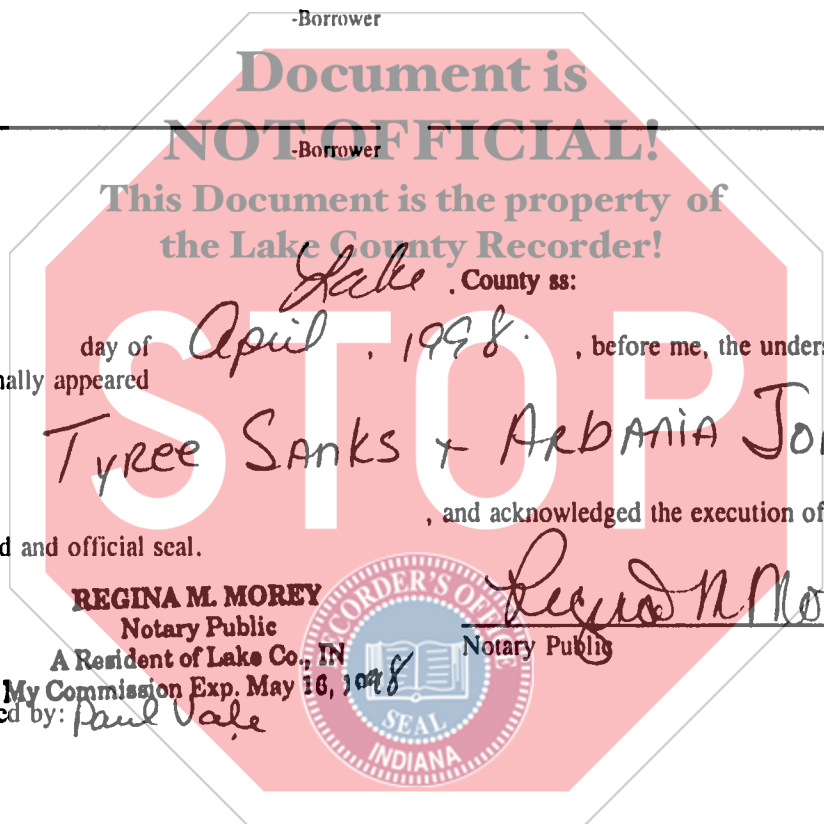 -Borrower
Document is
NOT OFFICIAL!
-Borrower
This Document is the property of
the Lake County Recorder!
Lake . County ss:
day of April , 1998. , before me, the unders
nally appeared
Tyree Sanks + Arbania Jo
, and acknowledged the execution of
d and official seal.
STOP
REGINA M. MOREY
Notary Public
A Resident of Lake Co., IN
My Commission Exp. May 16, 1998
Regina M Mo
Notary Public
ed by: Paul Vale
RECORDER'S OFFICE
SEAL
INDIANA